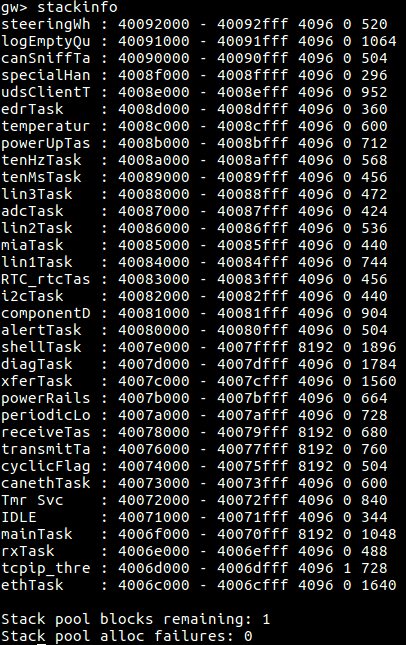 gw> stackinfo
steeringWh : 40092000 - 40092fff 4096 0 520
logEmptyQu : 40091000 - 40091fff 4096 0 1064
canSniffTa : 40090000 - 40090fff 4096 0 504
specialHan : 4008f000 - 4008ffff 4096 0 296
udsClientT : 4008e000 - 4008efff 4096 0 952
edrTask    : 4008d000 - 4008dfff 4096 0 360
temperatur : 4008c000 - 4008cfff 4096 0 600
powerUpTas : 4008b000 - 4008bfff 4096 0 712
tenHzTask  : 4008a000 - 4008afff 4096 0 568
tenMsTask  : 40089000 - 40089fff 4096 0 456
lin3Task   : 40088000 - 40088fff 4096 0 472
adcTask    : 40087000 - 40087fff 4096 0 424
lin2Task   : 40086000 - 40086fff 4096 0 536
miaTask    : 40085000 - 40085fff 4096 0 440
lin1Task   : 40084000 - 40084fff 4096 0 744
RTC_rtcTas : 40083000 - 40083fff 4096 0 456
i2cTask    : 40082000 - 40082fff 4096 0 440
componentD : 40081000 - 40081fff 4096 0 904
alertTask  : 40080000 - 40080fff 4096 0 504
shellTask  : 4007e000 - 4007ffff 8192 0 1896
diagTask   : 4007d000 - 4007dfff 4096 0 1784
xferTask   : 4007c000 - 4007cfff 4096 0 1560
powerRails : 4007b000 - 4007bfff 4096 0 664
periodicLo : 4007a000 - 4007afff 4096 0 728
receiveTas : 40078000 - 40079fff 8192 0 680
transmitTa : 40076000 - 40077fff 8192 0 760
cyclicFlag : 40074000 - 40075fff 8192 0 504
canethTask : 40073000 - 40073fff 4096 0 600
Tmr Svc    : 40072000 - 40072fff 4096 0 840
IDLE       : 40071000 - 40071fff 4096 0 344
mainTask   : 4006f000 - 40070fff 8192 0 1048
rxTask     : 4006e000 - 4006efff 4096 0 488
tcpip_thre : 4006d000 - 4006dfff 4096 1 728
ethTask    : 4006c000 - 4006cfff 4096 0 1640
Stack pool blocks remaining: 1
Stack pool alloc failures: 0